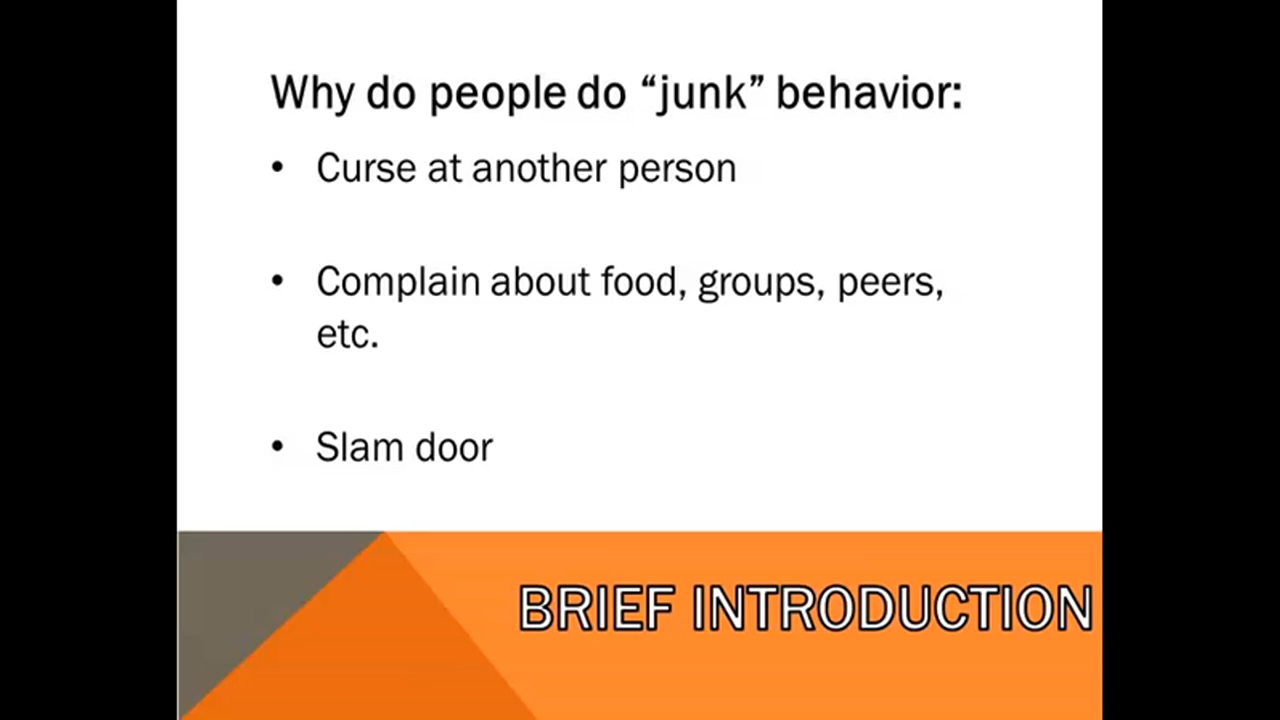 Why do people do “junk” behavior:
• Curse at another person
• Complain about food, groups, peers,
etc.
• Slam door
BRIEF INTRODUCTION